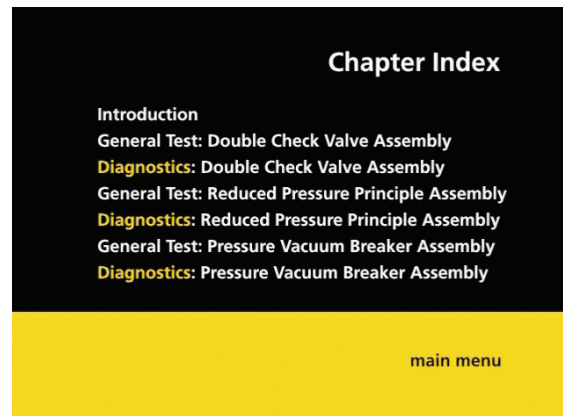 Chapter Index
Introduction
General Test: Double Check Valve Assembly
Diagnostics: Double Check Valve Assembly
General Test: Reduced Pressure Principle Assembly
Diagnostics: Reduced Pressure Principle Assembly
General Test: Pressure Vacuum Breaker Assembly
Diagnostics: Pressure Vacuum Breaker Assembly
main menu